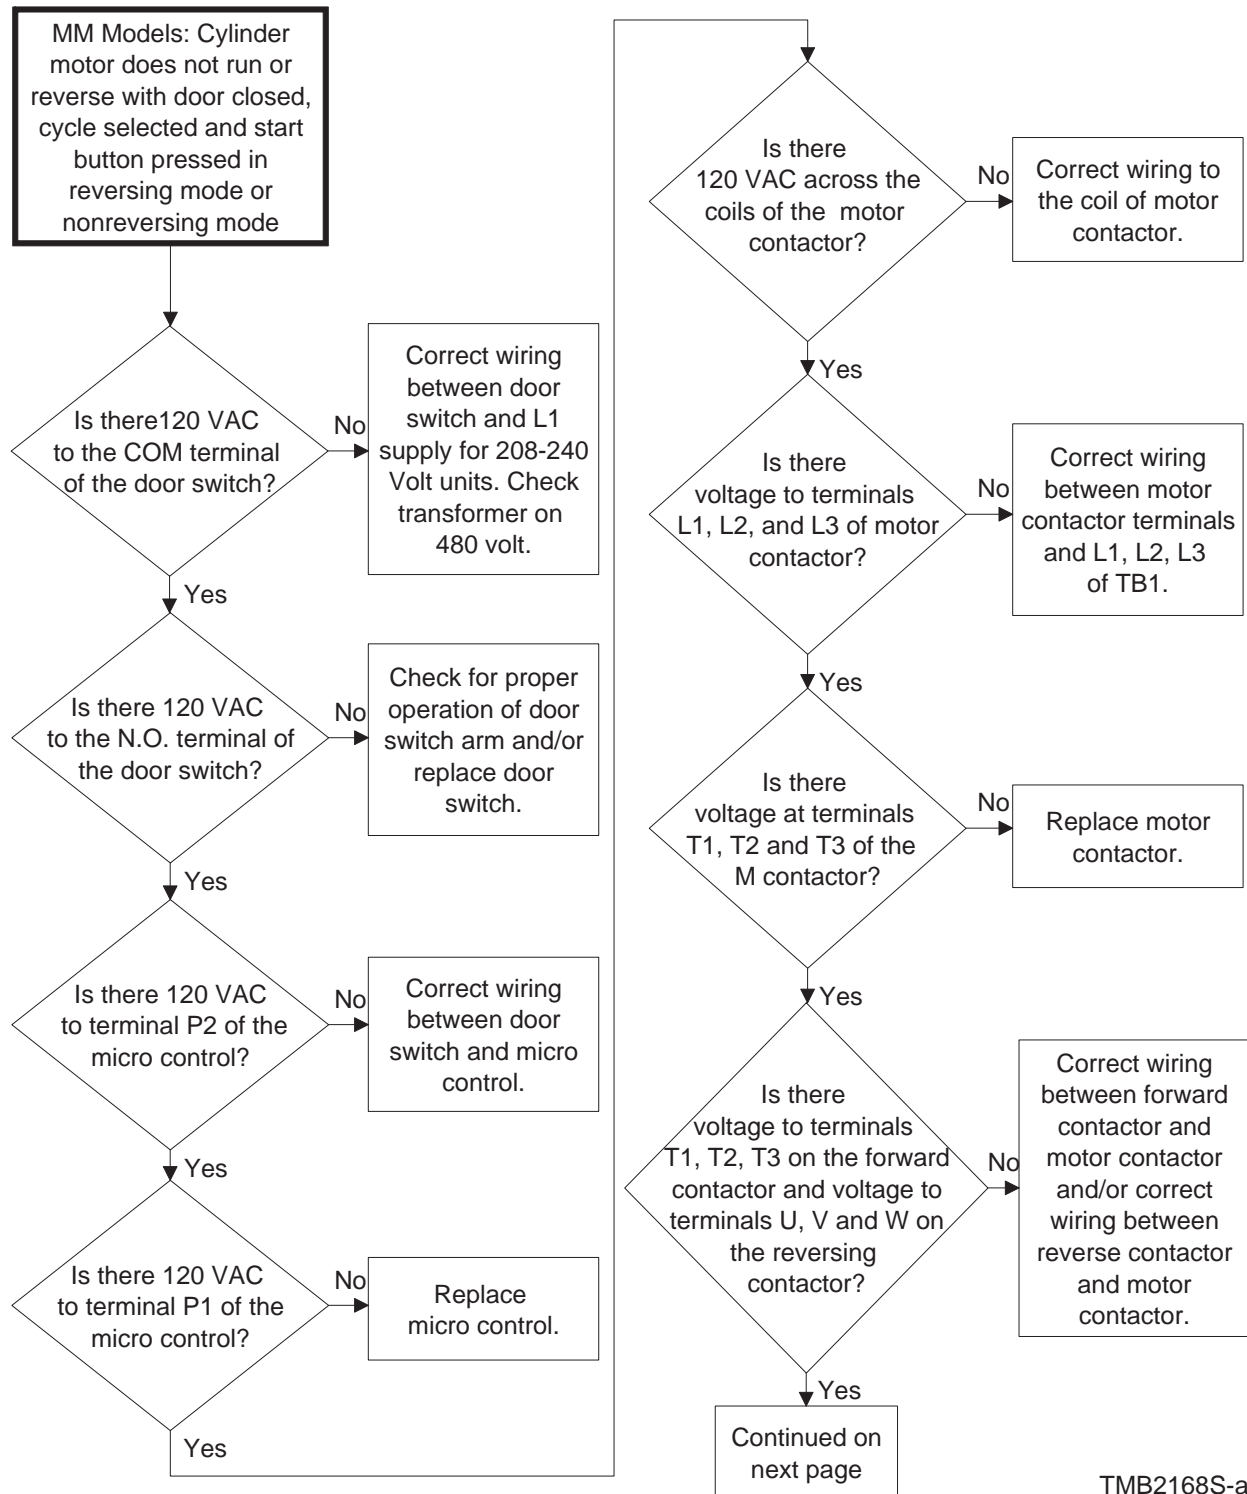 MM Models: Cylinder
motor does not run or
reverse with door closed,
cycle selected and start
button pressed in
reversing mode or
nonreversing mode
Is there120 VAC
to the COM terminal
of the door switch?
No
Correct wiring
between door
switch and L1
supply for 208-240
Volt units. Check
transformer on
480 volt.
Yes
Is there 120 VAC
to the N.O. terminal of
the door switch?
No
Check for proper
operation of door
switch arm and/or
replace door
switch.
Yes
Is there 120 VAC
to terminal P2 of the
micro control?
No
Correct wiring
between door
switch and micro
control.
Yes
Is there 120 VAC
to terminal P1 of the
micro control?
No
Replace
micro control.
Yes
Is there
120 VAC across the
coils of the motor
contactor?
No
Correct wiring to
the coil of motor
contactor.
Yes
Is there
voltage to terminals
L1, L2, and L3 of motor
contactor?
No
Correct wiring
between motor
contactor terminals
and L1, L2, L3
of TB1.
Yes
Is there
voltage at terminals
T1, T2 and T3 of the
M contactor?
No
Replace motor
contactor.
Yes
Is there
voltage to terminals
T1, T2, T3 on the forward
contactor and voltage to
terminals U, V and W on
the reversing
contactor?
No
Correct wiring
between forward
contactor and
motor contactor
and/or correct
wiring between
reverse contactor
and motor
contactor.
Yes
Continued on
next page
TMB2168S-a